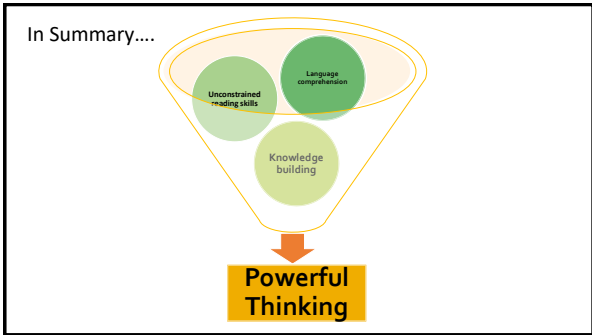 In Summary....
Language
comprehension
Unconstrained
reading skills
Knowledge
building
Powerful
Thinking